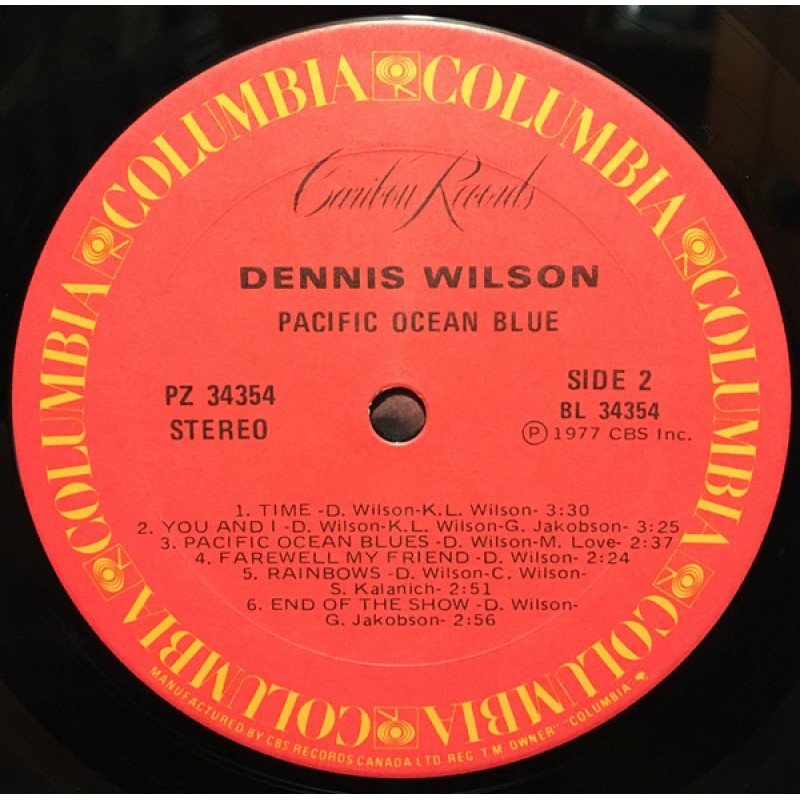 COLUMBIA COLUMBIA COLUMBIA COLUMBIA COLUMBIA COLUMBIA
Caribou Records
DENNIS WILSON
PACIFIC OCEAN BLUE
PZ 34354
STEREO
SIDE 2
BL 34354
Ⓟ 1977 CBS Inc.
1. TIME -D. Wilson-K.L. Wilson- 3:30
2. YOU AND I -D. Wilson-K.L. Wilson-G. Jakobson- 3:25
3. PACIFIC OCEAN BLUES -D. Wilson-M. Love- 2:37
4. FAREWELL MY FRIEND -D. Wilson- 2:24
5. RAINBOWS -D. Wilson-C. Wilson-
S. Kalanich- 2:51
6. END OF THE SHOW -D. Wilson-
G. Jakobson- 2:56
MANUFACTURED BY CBS RECORDS CANADA LTD REG. T M OWNER "COLUMBIA"